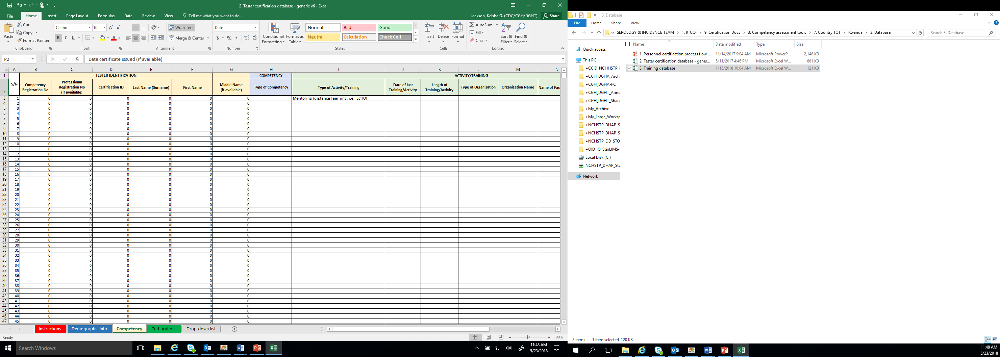 2. Tester certification database - generic v6 - Excel
File Home Insert Page Layout Formulas Data Review View Tell me what you want to do...
Jackson, Keisha G. (CDC/CGH/DGHT) Share
Paste
Cut
Copy
Format Painter
Clipboard
Calibri 10
B I U
Font
Wrap Text
Merge & Center
Alignment
Date
$ % ,
Number
Conditional Formatting
Format as Table
Normal Bad Good
Neutral Calculation Check Cell
Styles
Insert Delete Format
Cells
AutoSum
Fill
Clear
Sort & Filter
Find & Select
Editing
P2 fx Date certificate issued (if available)
A B C D E F G H I J K L M N
1 TESTER IDENTIFICATION COMPETENCY ACTIVITY/TRAINING
2 S/N Competency Registration No Professional Registration No (if available) Certification ID Last Name (Surname) First Name Middle Name (if available) Type of Competency Type of Activity/Training Date of last Training/Activity Length of Training/Activity Type of Organization Organization Name Name of Fac
3 1 0 0 0 0 0 0 Mentoring (distance learning, i.e., ECHO)
4 2 0 0 0 0 0 0
5 3 0 0 0 0 0 0
6 4 0 0 0 0 0 0
7 5 0 0 0 0 0 0
8 6 0 0 0 0 0 0
9 7 0 0 0 0 0 0
10 8 0 0 0 0 0 0
11 9 0 0 0 0 0 0
12 10 0 0 0 0 0 0
13 11 0 0 0 0 0 0
14 12 0 0 0 0 0 0
15 13 0 0 0 0 0 0
16 14 0 0 0 0 0 0
17 15 0 0 0 0 0 0
18 16 0 0 0 0 0 0
19 17 0 0 0 0 0 0
20 18 0 0 0 0 0 0
21 19 0 0 0 0 0 0
22 20 0 0 0 0 0 0
23 21 0 0 0 0 0 0
24 22 0 0 0 0 0 0
25 23 0 0 0 0 0 0
26 24 0 0 0 0 0 0
27 25 0 0 0 0 0 0
28 26 0 0 0 0 0 0
29 27 0 0 0 0 0 0
30 28 0 0 0 0 0 0
31 29 0 0 0 0 0 0
32 30 0 0 0 0 0 0
33 31 0 0 0 0 0 0
34 32 0 0 0 0 0 0
35 33 0 0 0 0 0 0
36 34 0 0 0 0 0 0
37 35 0 0 0 0 0 0
38 36 0 0 0 0 0 0
39 37 0 0 0 0 0 0
40 38 0 0 0 0 0 0
41 39 0 0 0 0 0 0
42 40 0 0 0 0 0 0
43 41 0 0 0 0 0 0
44 42 0 0 0 0 0 0
45 43 0 0 0 0 0 0
46 44 0 0 0 0 0 0
47 45 0 0 0 0 0 0
Instructions Demographic Info Competency Certification Drop down list
Ready 90%
Search Windows
11:48 AM
5/23/2018
3. Database
File Home Share View
« SEROLOGY & INCIDENCE TEAM > 1. RTCQI > 9. Certification Docs > 3. Competency assessment tools > 7. Country TOT > Rwanda > 3. Database
Search 3. Database
Quick access
This PC
+CCID_NCHHSTP_D
+CGH_DGHA_Archi
+CGH_DGHA-FC
+CGH_DGHT_Annu
+CGH_DGHT_Share
+My_Archive
+My_Large_Worksp
+NCHSTP_DHAP_S
+NCHSTP_DHAP_S
+NCHSTP_OD_STO
+OID_IO_StarLIMS-
Local Disk (C:)
NCHSTP_DHAP_Sto
Network
Name Date modified Type Size
1. Personnel certification process flow ... 11/14/2017 9:04 AM Microsoft PowerP... 2,148 KB
2. Tester certification database - gener... 5/11/2017 4:46 PM Microsoft Excel W... 881 KB
3. Training database 1/15/2018 10:04 AM Microsoft Excel W... 121 KB
3 items 1 item selected 120 KB
11:48 AM
5/23/2018